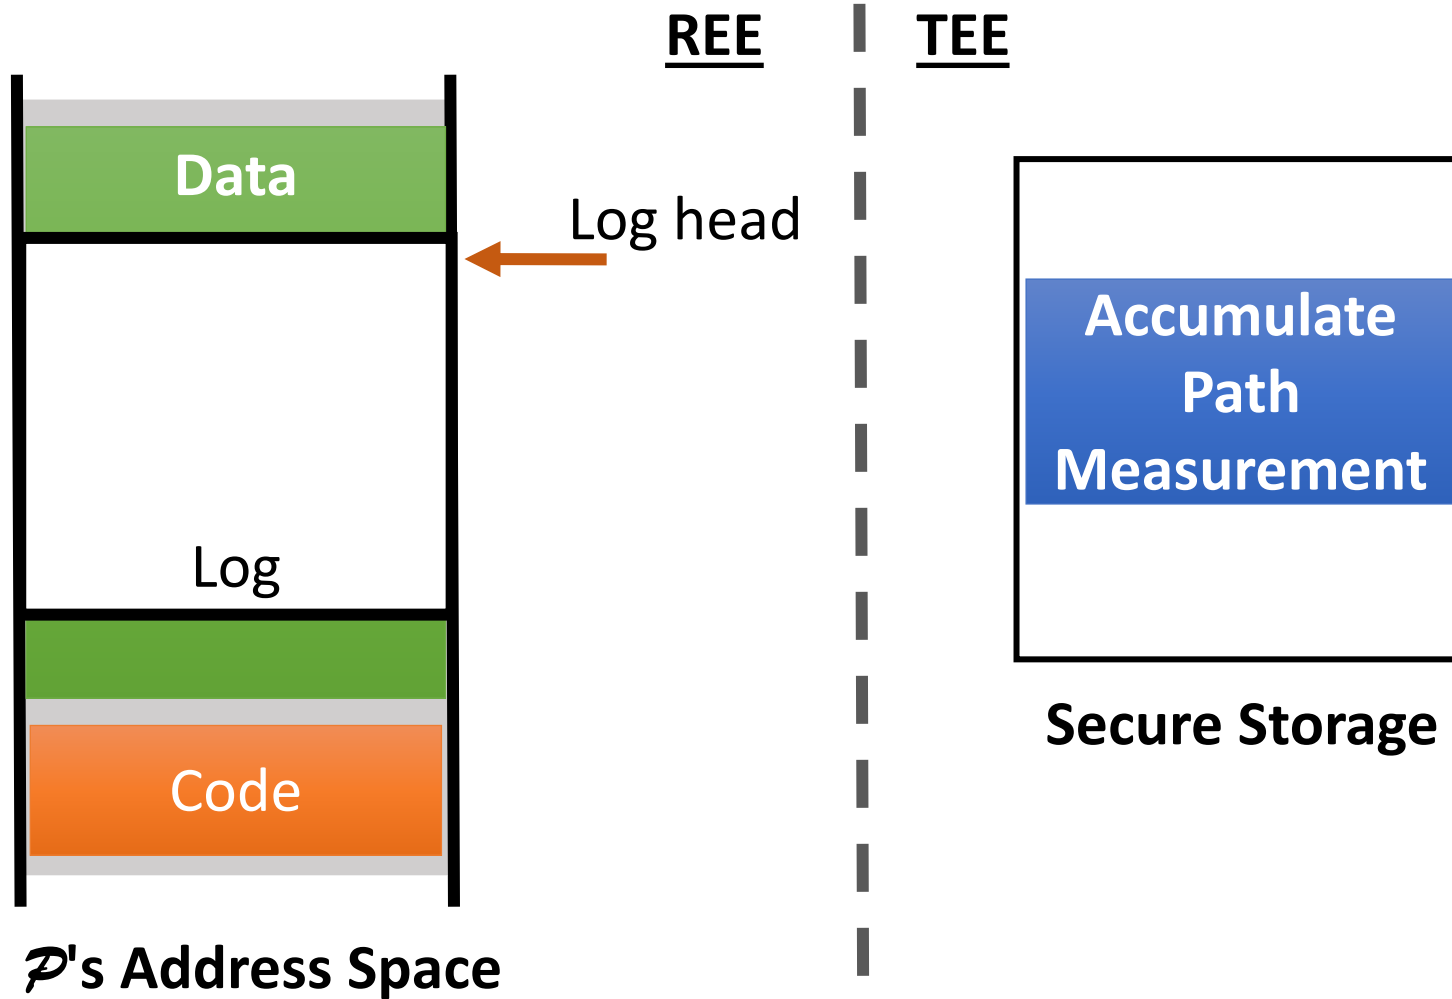 REE
TEE
Data
Log head
Accumulate
Path
Measurement
Log
Secure Storage
Code
𝒫's Address Space